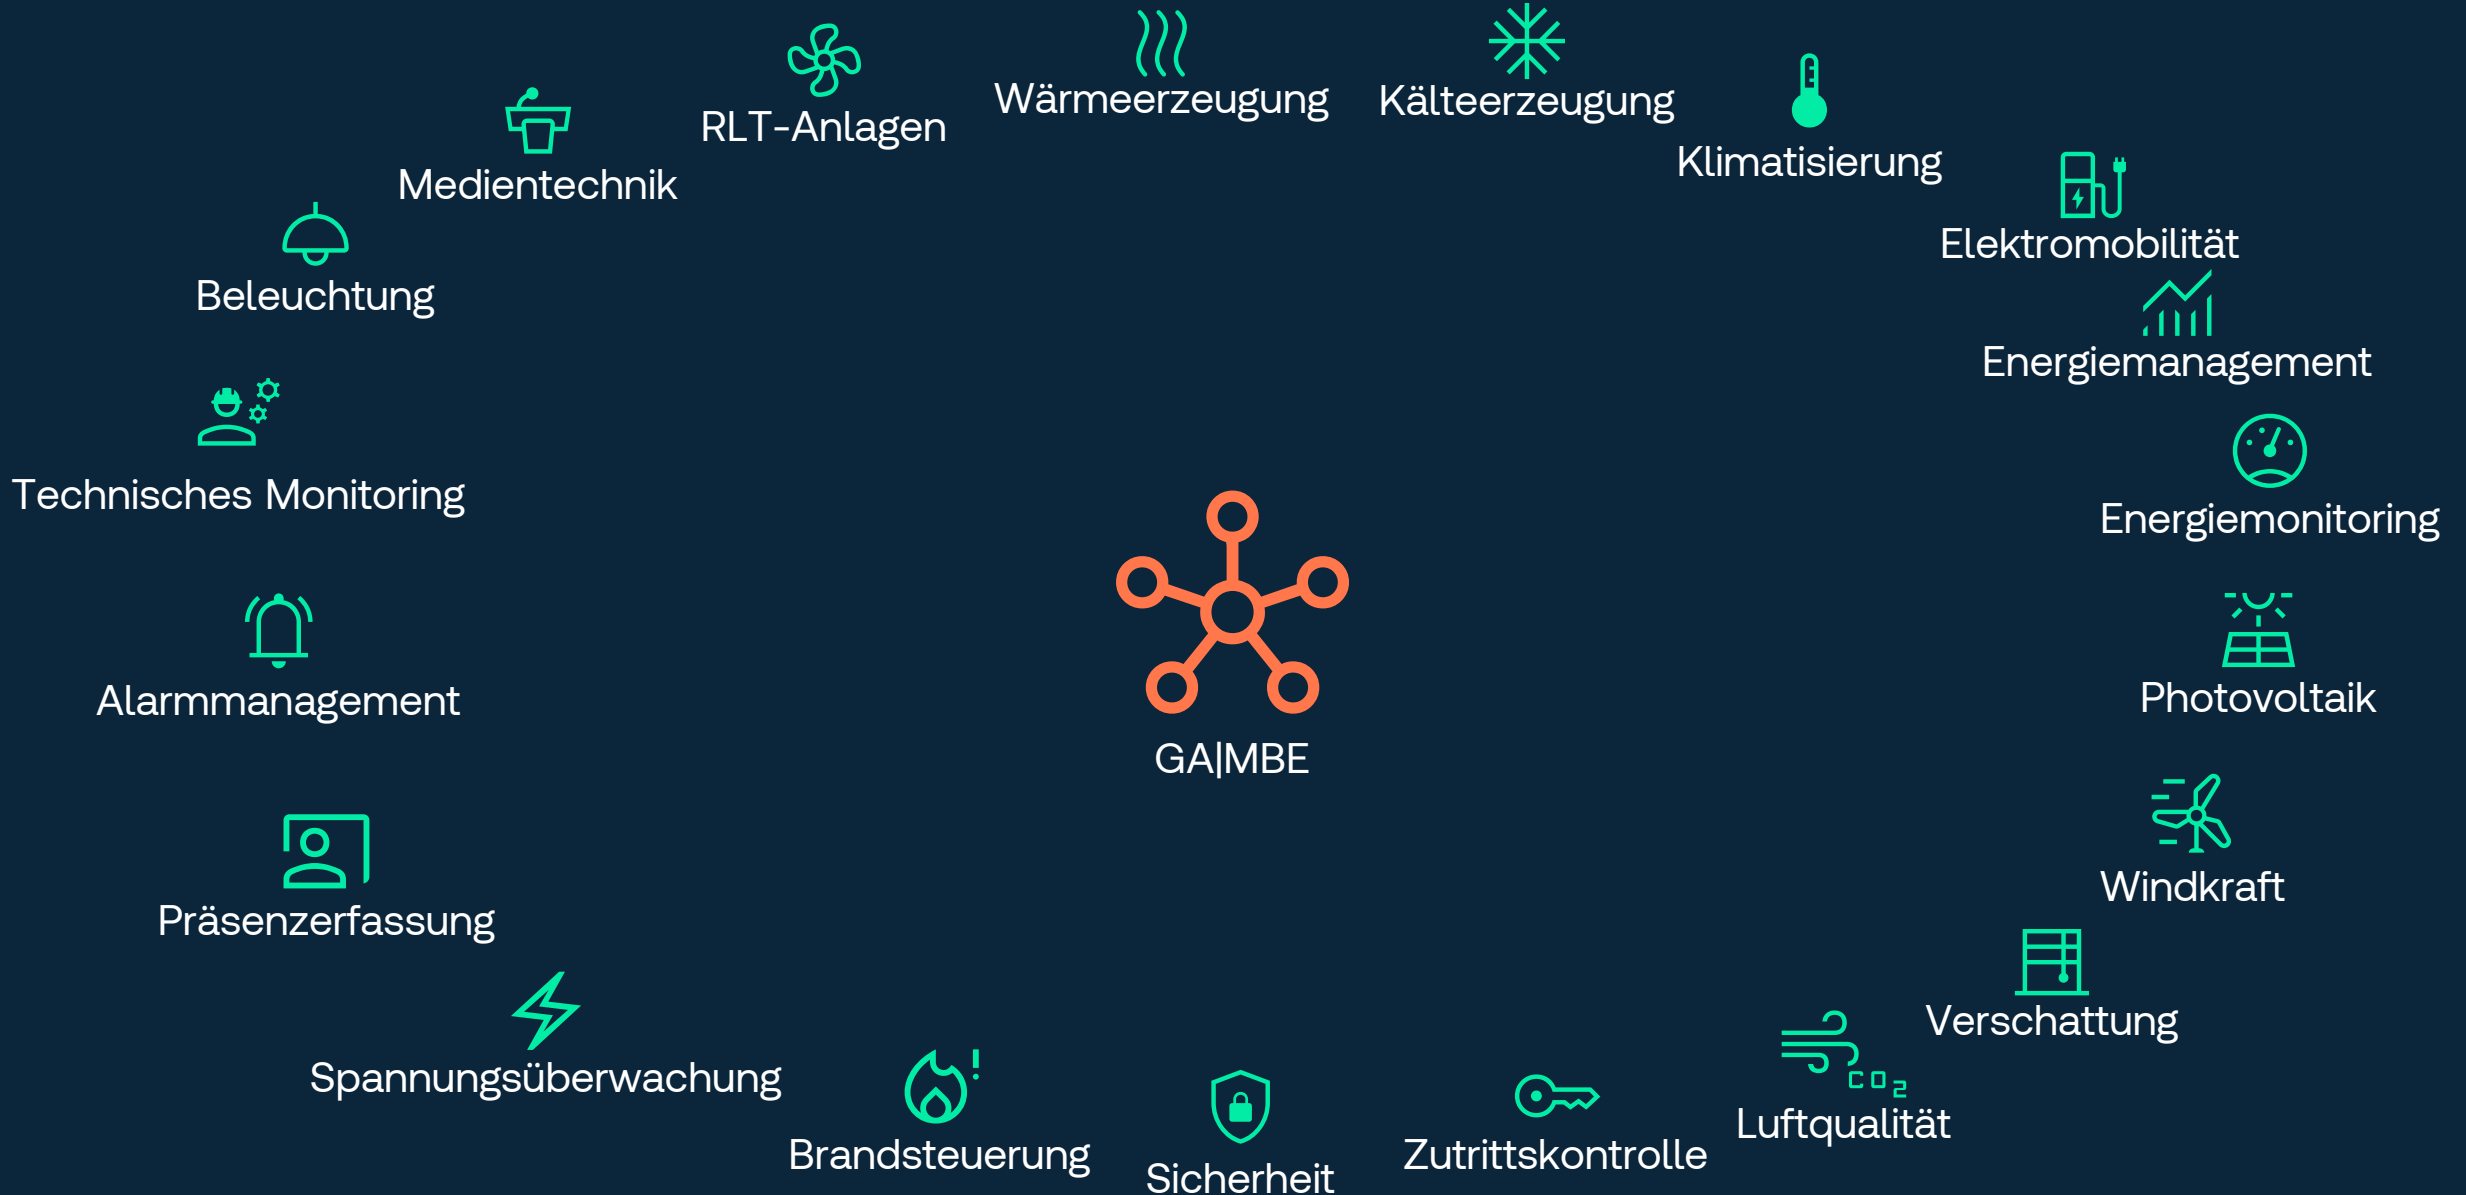 Wärmeerzeugung
Kälteerzeugung
RLT-Anlagen
Klimatisierung
Medientechnik
Elektromobilität
Beleuchtung
Energiemanagement
Technisches Monitoring
Energiemonitoring
Alarmmanagement
Photovoltaik
GA|MBE
Windkraft
Präsenzerfassung
Verschattung
Spannungsüberwachung
CO2
Luftqualität
Brandsteuerung
Zutrittskontrolle
Sicherheit